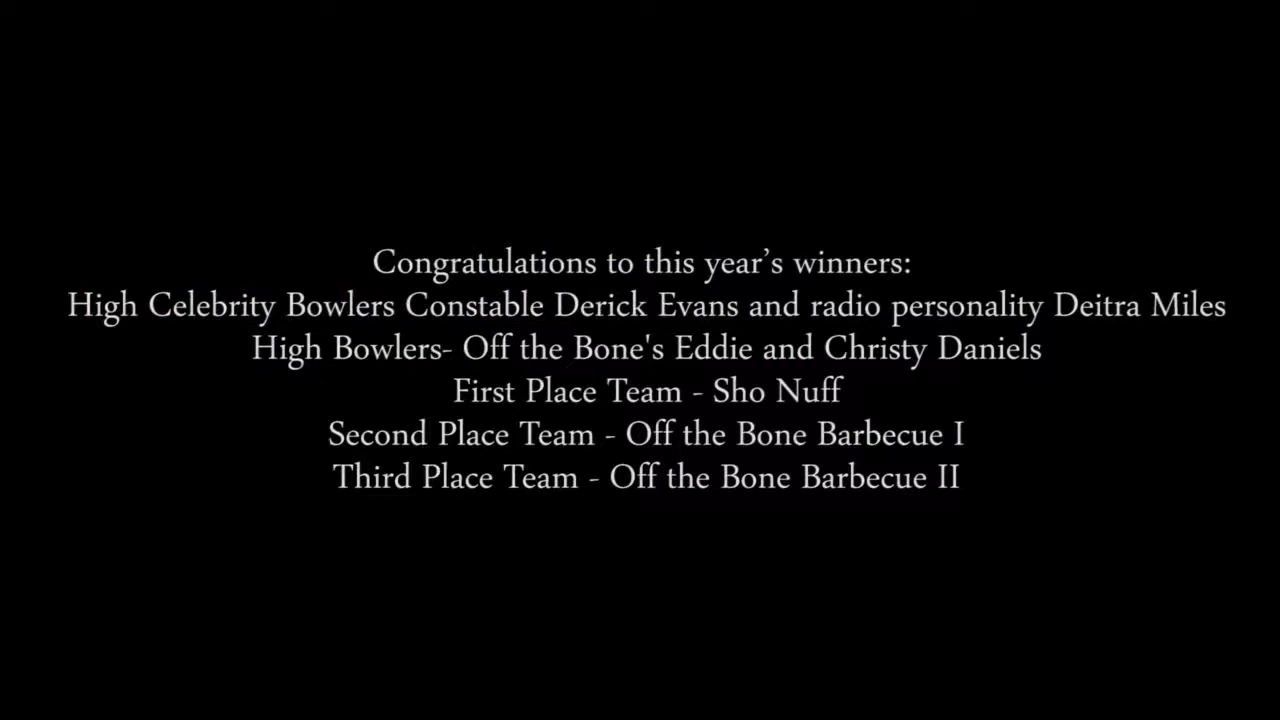 Congratulations to this year’s winners:
High Celebrity Bowlers Constable Derick Evans and radio personality Deitra Miles
High Bowlers- Off the Bone's Eddie and Christy Daniels
First Place Team - Sho Nuff
Second Place Team - Off the Bone Barbecue I
Third Place Team - Off the Bone Barbecue II